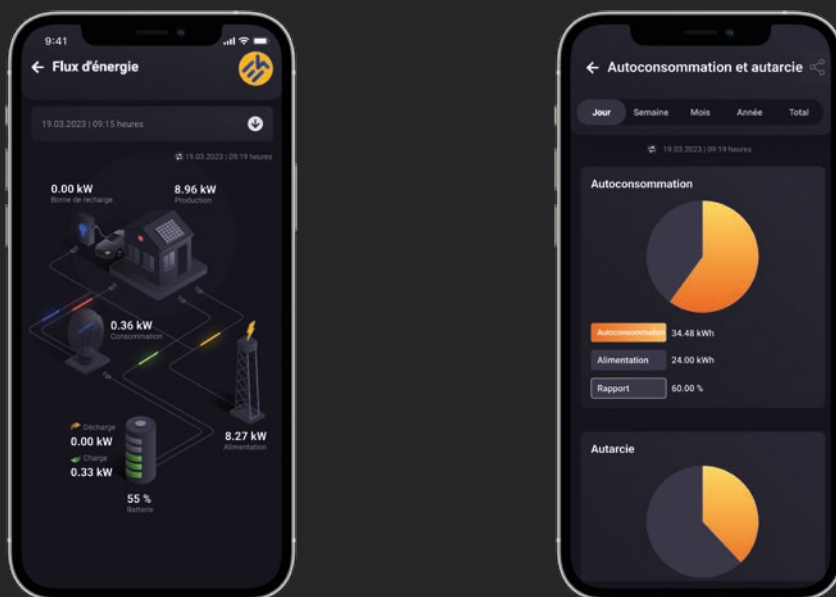 9:41
Flux d'énergie
19.03.2023 | 09:15 heures
19.03.2023 | 09:19 heures
0.00 kW
Borne de recharge
8.96 kW
Production
0.36 kW
Consommation
Décharge
0.00 kW
Charge
0.33 kW
8.27 kW
Alimentation
55 %
Batterie
Autoconsommation et autarcie
Jour Semaine Mois Année Total
19.03.2023 | 09:19 heures
Autoconsommation
Autoconsommation 34.48 kWh
Alimentation 24.00 kWh
Rapport 60.00 %
Autarcie